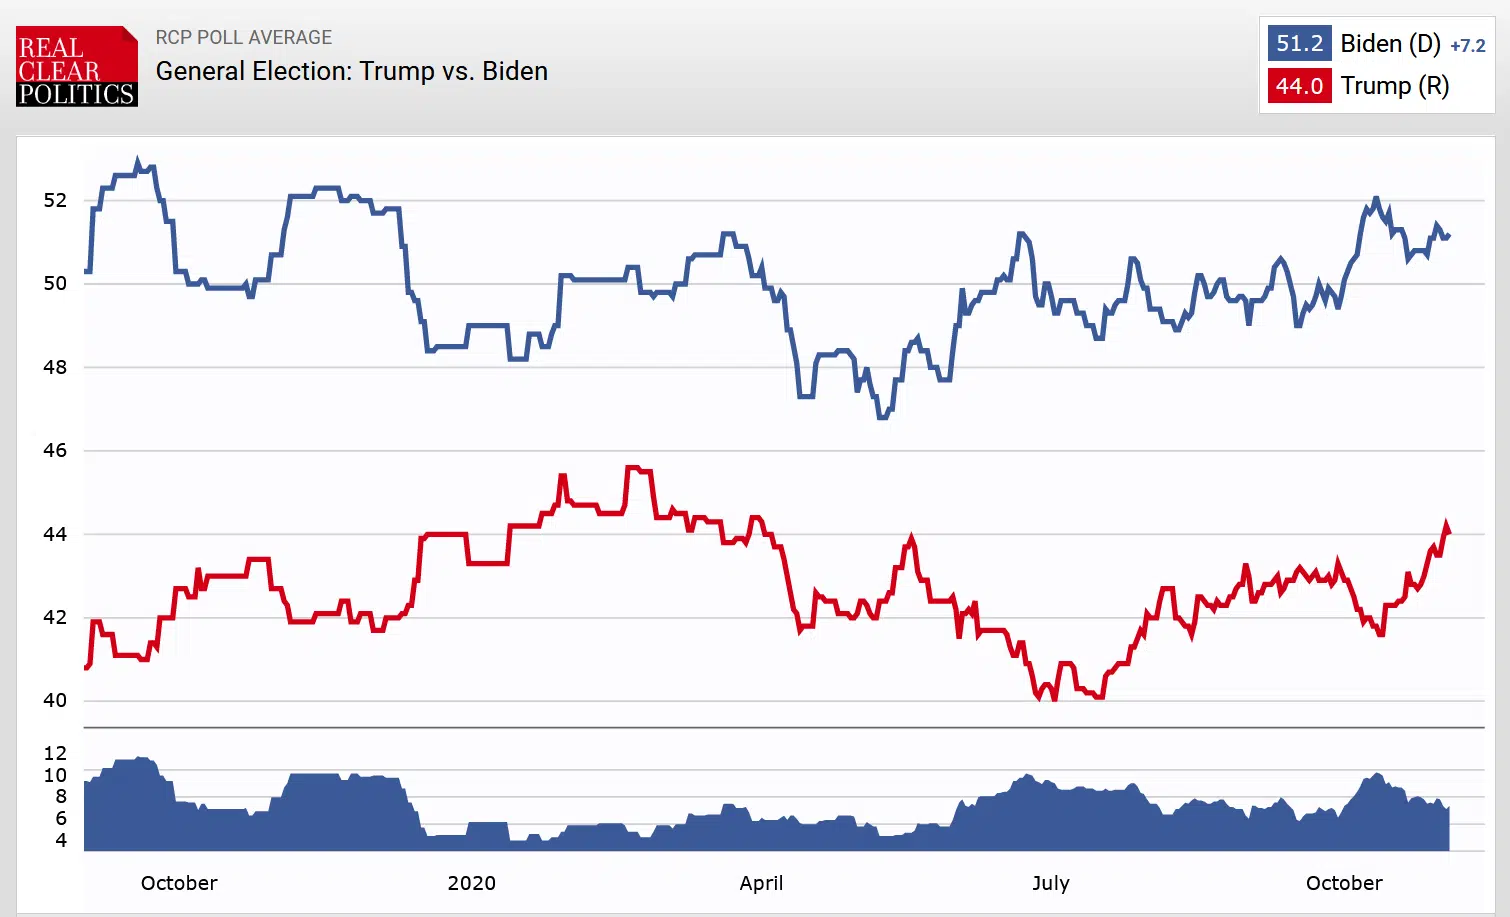 REAL
CLEAR
POLITICS
RCP POLL AVERAGE
General Election: Trump vs. Biden
51.2 Biden (D) +7.2
44.0 Trump (R)
52
50
48
46
44
42
40
12
10
8
6
4
October 2020 April July October